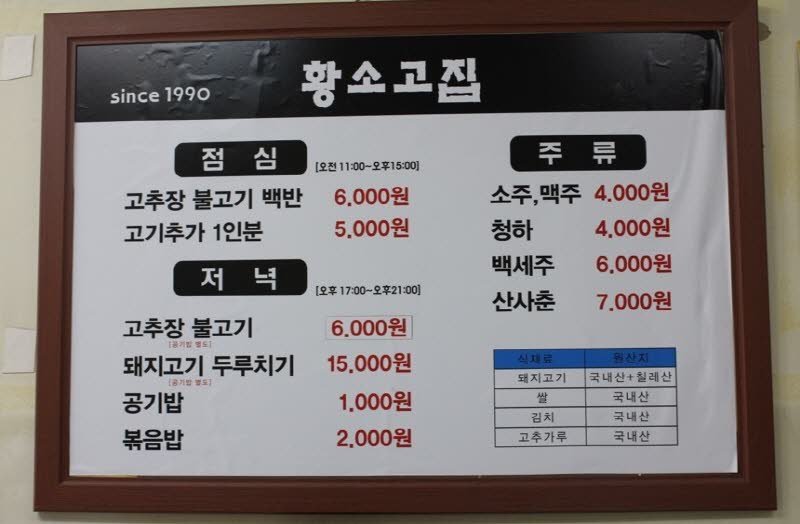 since 1990 황소고집
점 심 [오전 11:00~오후15:00]
고추장 불고기 백반 6,000원
고기추가 1인분 5,000원
저 녁 [오후 17:00~오후21:00]
고추장 불고기 6,000원
[공기밥 별도]
돼지고기 두루치기 15,000원
[공기밥 별도]
공기밥 1,000원
볶음밥 2,000원
주 류
소주,맥주 4,000원
청하 4,000원
백세주 6,000원
산사춘 7,000원
식재료 원산지
돼지고기 국내산+칠레산
쌀 국내산
김치 국내산
고추가루 국내산